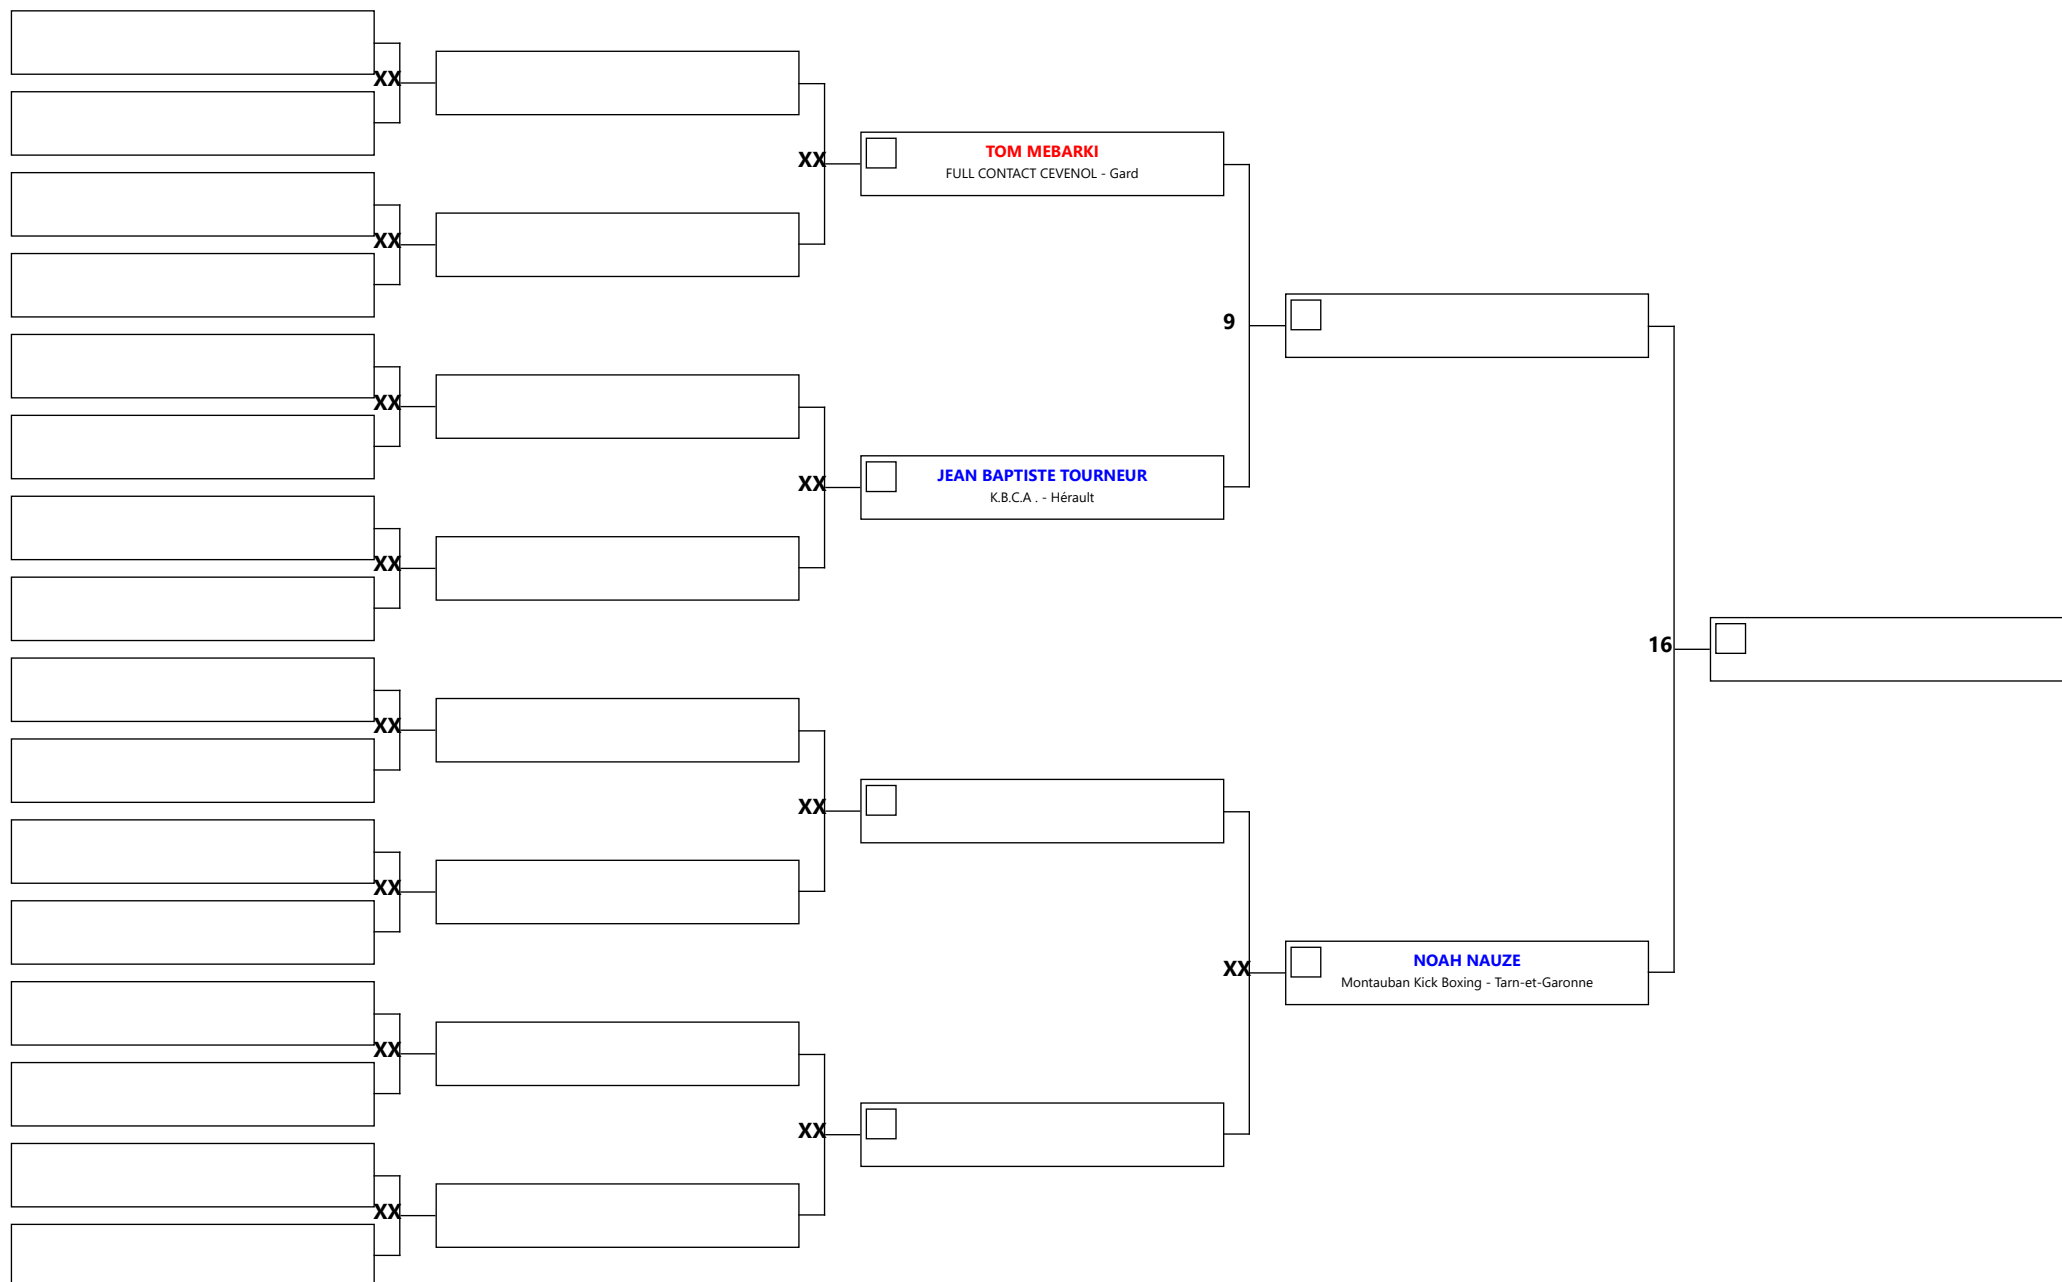 XX
XX
TOM MEBARKI
FULL CONTACT CEVENOL - Gard
XX
9
XX
XX
JEAN BAPTISTE TOURNEUR
K.B.C.A . - Hérault
XX
16
XX
XX
XX
XX
NOAH NAUZE
Montauban Kick Boxing - Tarn-et-Garonne
XX
XX
XX